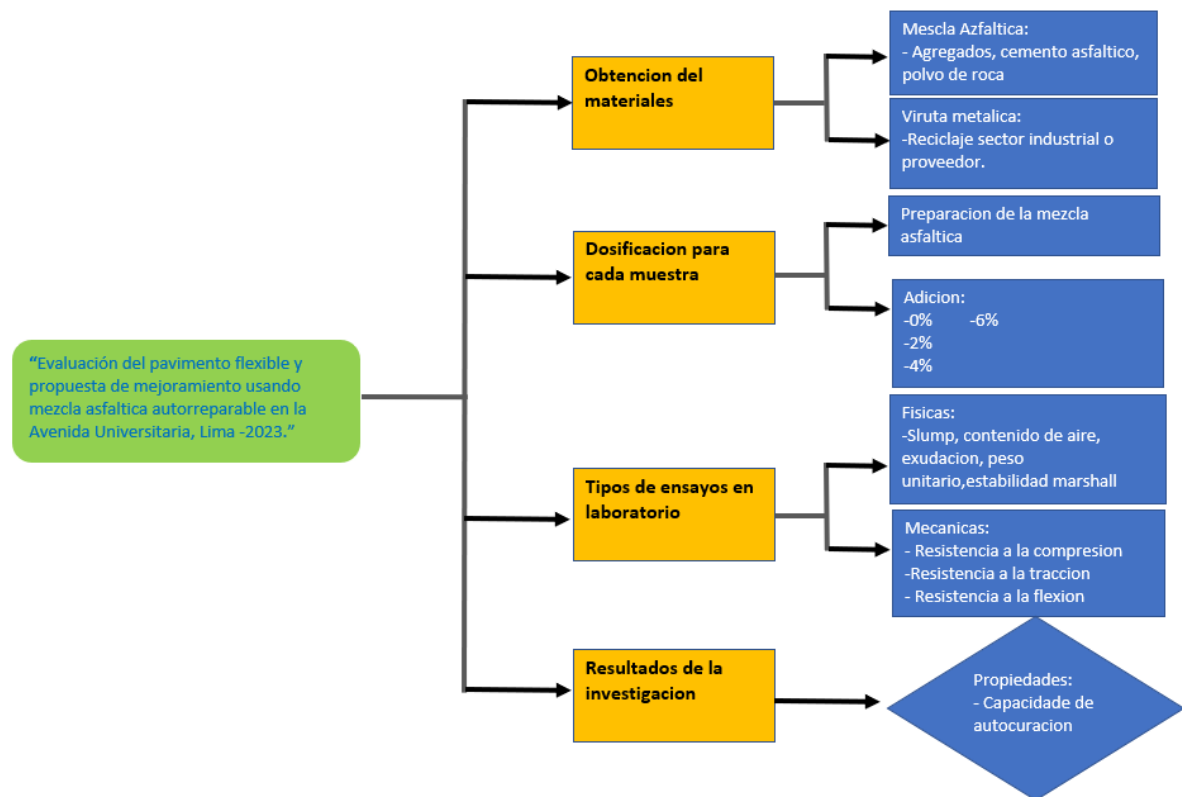 “Evaluación del pavimento flexible y
propuesta de mejoramiento usando
mezcla asfaltica autorreparable en la
Avenida Universitaria, Lima -2023.”
Obtencion del
materiales
Mescla Azfaltica:
- Agregados, cemento asfaltico,
polvo de roca
Viruta metalica:
-Reciclaje sector industrial o
proveedor.
Dosificacion para
cada muestra
Preparacion de la mezcla
asfaltica
Adicion:
-0% -6%
-2%
-4%
Tipos de ensayos en
laboratorio
Fisicas:
-Slump, contenido de aire,
exudacion, peso
unitario,estabilidad marshall
Mecanicas:
- Resistencia a la compresion
-Resistencia a la traccion
- Resistencia a la flexion
Resultados de la
investigacion
Propiedades:
- Capacidade de
autocuracion